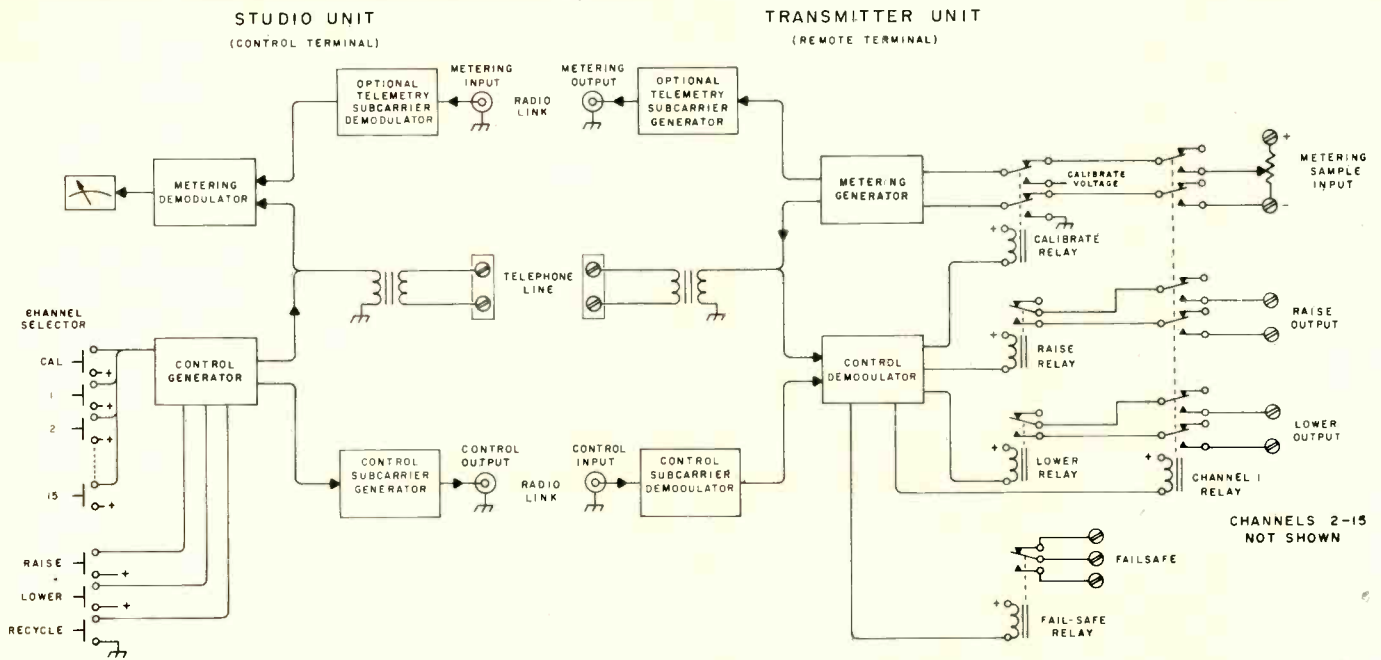 STUDIO UNIT
(CONTROL TERMINAL)
TRANSMITTER UNIT
(REMOTE TERMINAL)
OPTIONAL
TELEMETRY
SUBCARRIER
DEMODULATOR
METERING
INPUT
RADIO
LINK
METERING
OUTPUT
OPTIONAL
TELEMETRY
SUBCARRIER
GENERATOR
METERING
DEMODULATOR
METERING
GENERATOR
CALIBRATE
VOLTAGE
+
METERING
SAMPLE
INPUT
-
+
CALIBRATE
RELAY
TELEPHONE
LINE
CHANNEL
SELECTOR
CAL
+
1
+
2
+
15
+
CONTROL
GENERATOR
CONTROL
DEMODULATOR
+
RAISE
RELAY
RAISE
OUTPUT
CONTROL
SUBCARRIER
GENERATOR
CONTROL
OUTPUT
RADIO
LINK
CONTROL
INPUT
CONTROL
SUBCARRIER
DEMODULATOR
+
LOWER
RELAY
LOWER
OUTPUT
+
CHANNEL 1
RELAY
CHANNELS 2-15
NOT SHOWN
RAISE
+
LOWER
+
RECYCLE
FAILSAFE
+
FAIL-SAFE
RELAY